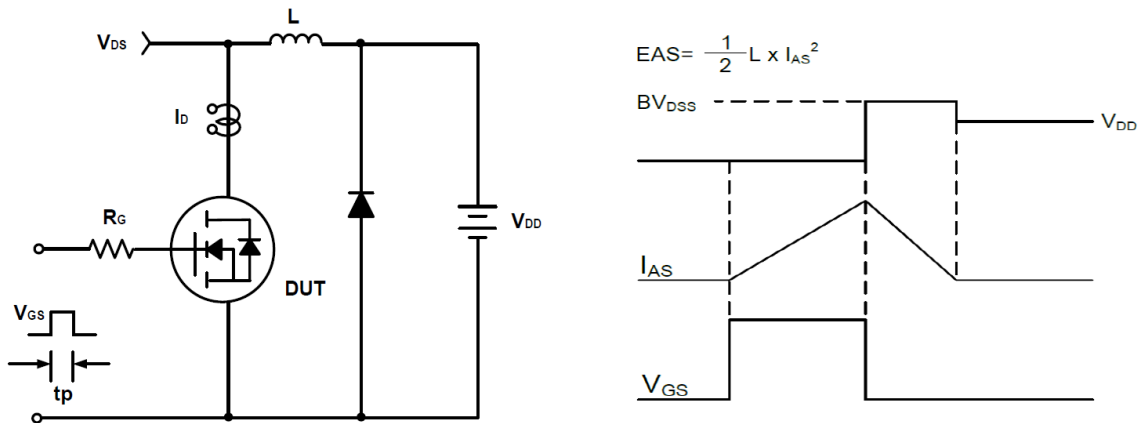 VDS
L
ID
RG
VDD
DUT
VGS
tp
EAS= 1/2 L x IAS²
BVDSS
VDD
IAS
VGS